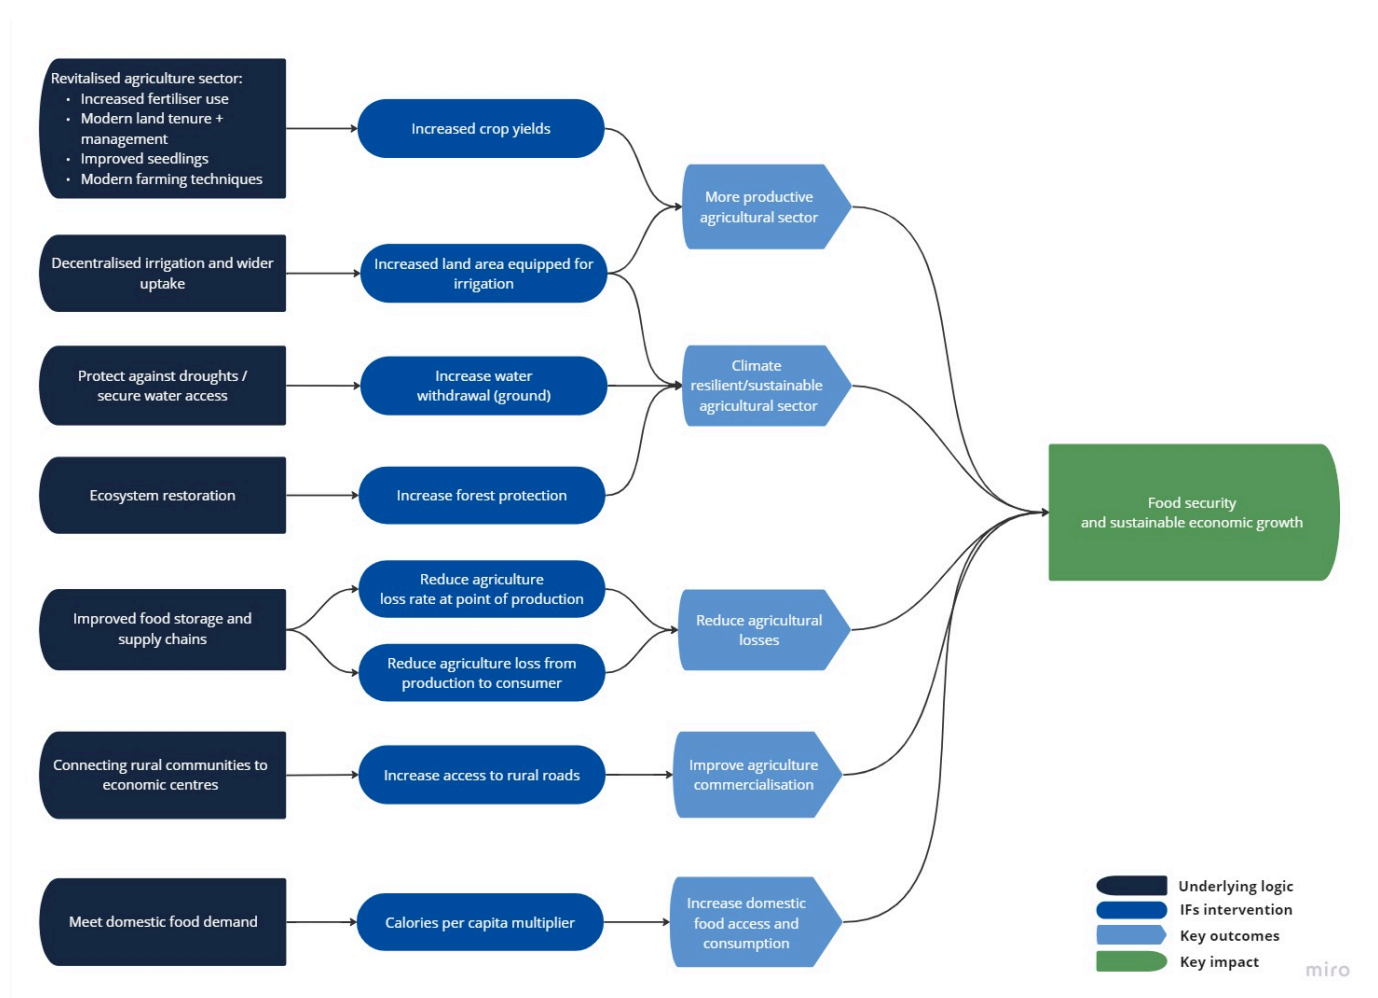 Revitalised agriculture sector:
• Increased fertiliser use
• Modern land tenure +
management
• Improved seedlings
• Modern farming techniques
Increased crop yields
More productive
agricultural sector
Decentralised irrigation and wider
uptake
Increased land area equipped for
irrigation
Protect against droughts /
secure water access
Increase water
withdrawal (ground)
Climate
resilient/sustainable
agricultural sector
Ecosystem restoration
Increase forest protection
Food security
and sustainable economic growth
Improved food storage and
supply chains
Reduce agriculture
loss rate at point of production
Reduce agriculture loss from
production to consumer
Reduce agricultural
losses
Connecting rural communities to
economic centres
Increase access to rural roads
Improve agriculture
commercialisation
Meet domestic food demand
Calories per capita multiplier
Increase domestic
food access and
consumption
Underlying logic
IFs intervention
Key outcomes
Key impact
miro